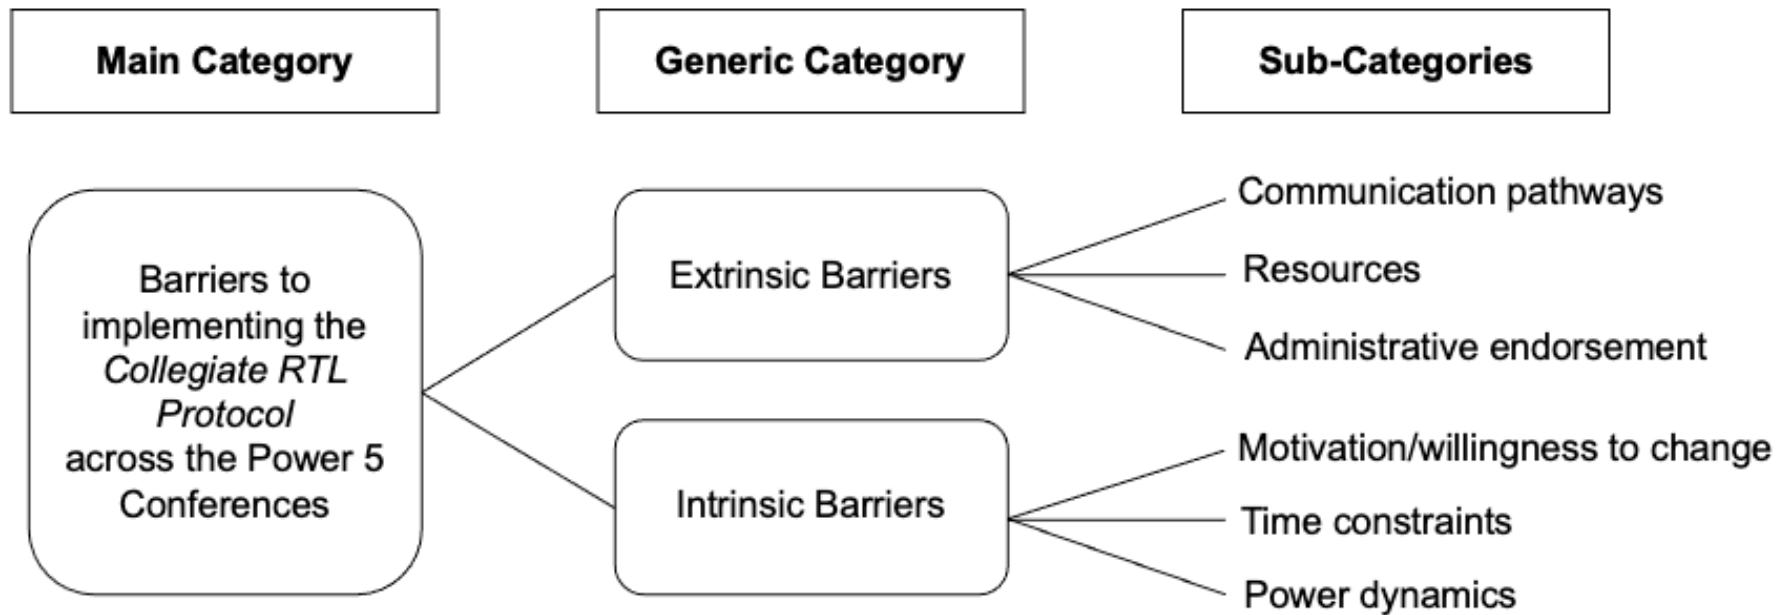 Main Category
Generic Category
Sub-Categories
Barriers to
implementing the
Collegiate RTL
Protocol
across the Power 5
Conferences
Extrinsic Barriers
Communication pathways
Resources
Administrative endorsement
Intrinsic Barriers
Motivation/willingness to change
Time constraints
Power dynamics